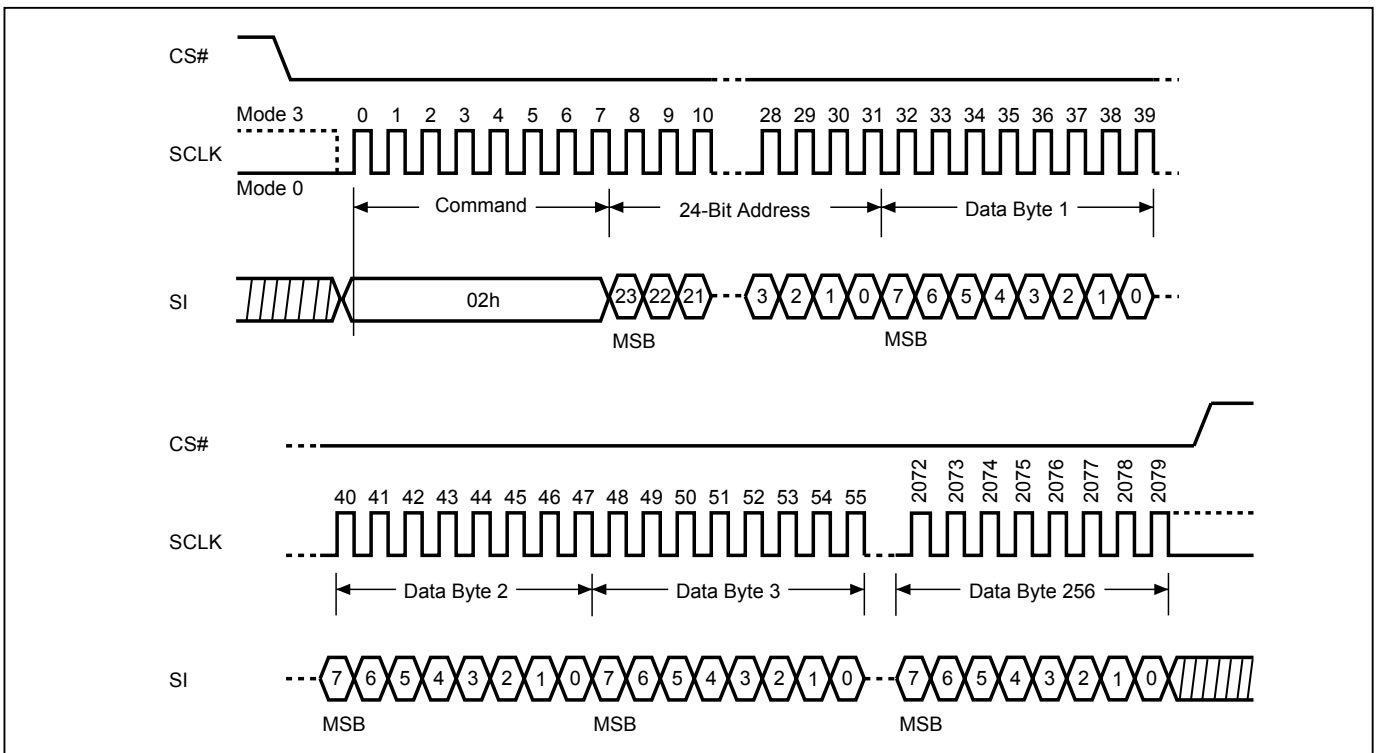 CS#
Mode 3
0 1 2 3 4 5 6 7 8 9 10 28 29 30 31 32 33 34 35 36 37 38 39
SCLK
Mode 0
Command 24-Bit Address Data Byte 1
SI 02h 23 22 21 3 2 1 0 7 6 5 4 3 2 1 0
MSB MSB
CS#
2072 2073 2074 2075 2076 2077 2078 2079
40 41 42 43 44 45 46 47 48 49 50 51 52 53 54 55
SCLK
Data Byte 2 Data Byte 3 Data Byte 256
SI 7 6 5 4 3 2 1 0 7 6 5 4 3 2 1 0 7 6 5 4 3 2 1 0
MSB MSB MSB